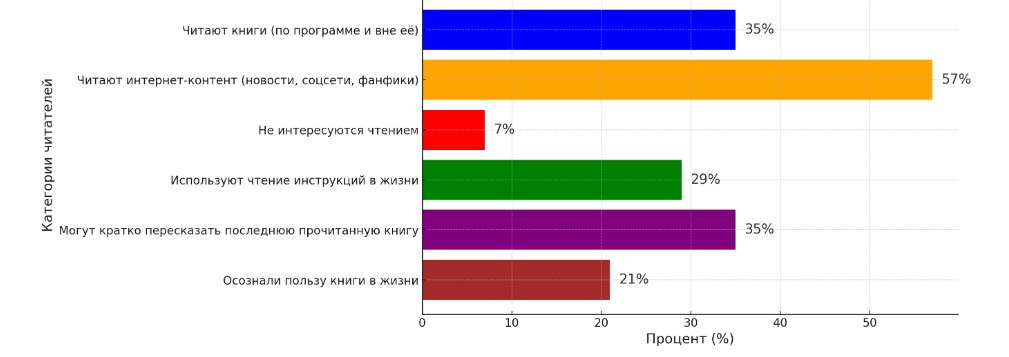 Категории читателей
Читают книги (по программе и вне её) 35%
Читают интернет-контент (новости, соцсети, фанфики) 57%
Не интересуются чтением 7%
Используют чтение инструкций в жизни 29%
Могут кратко пересказать последнюю прочитанную книгу 35%
Осознали пользу книги в жизни 21%
0 10 20 30 40 50
Процент (%)